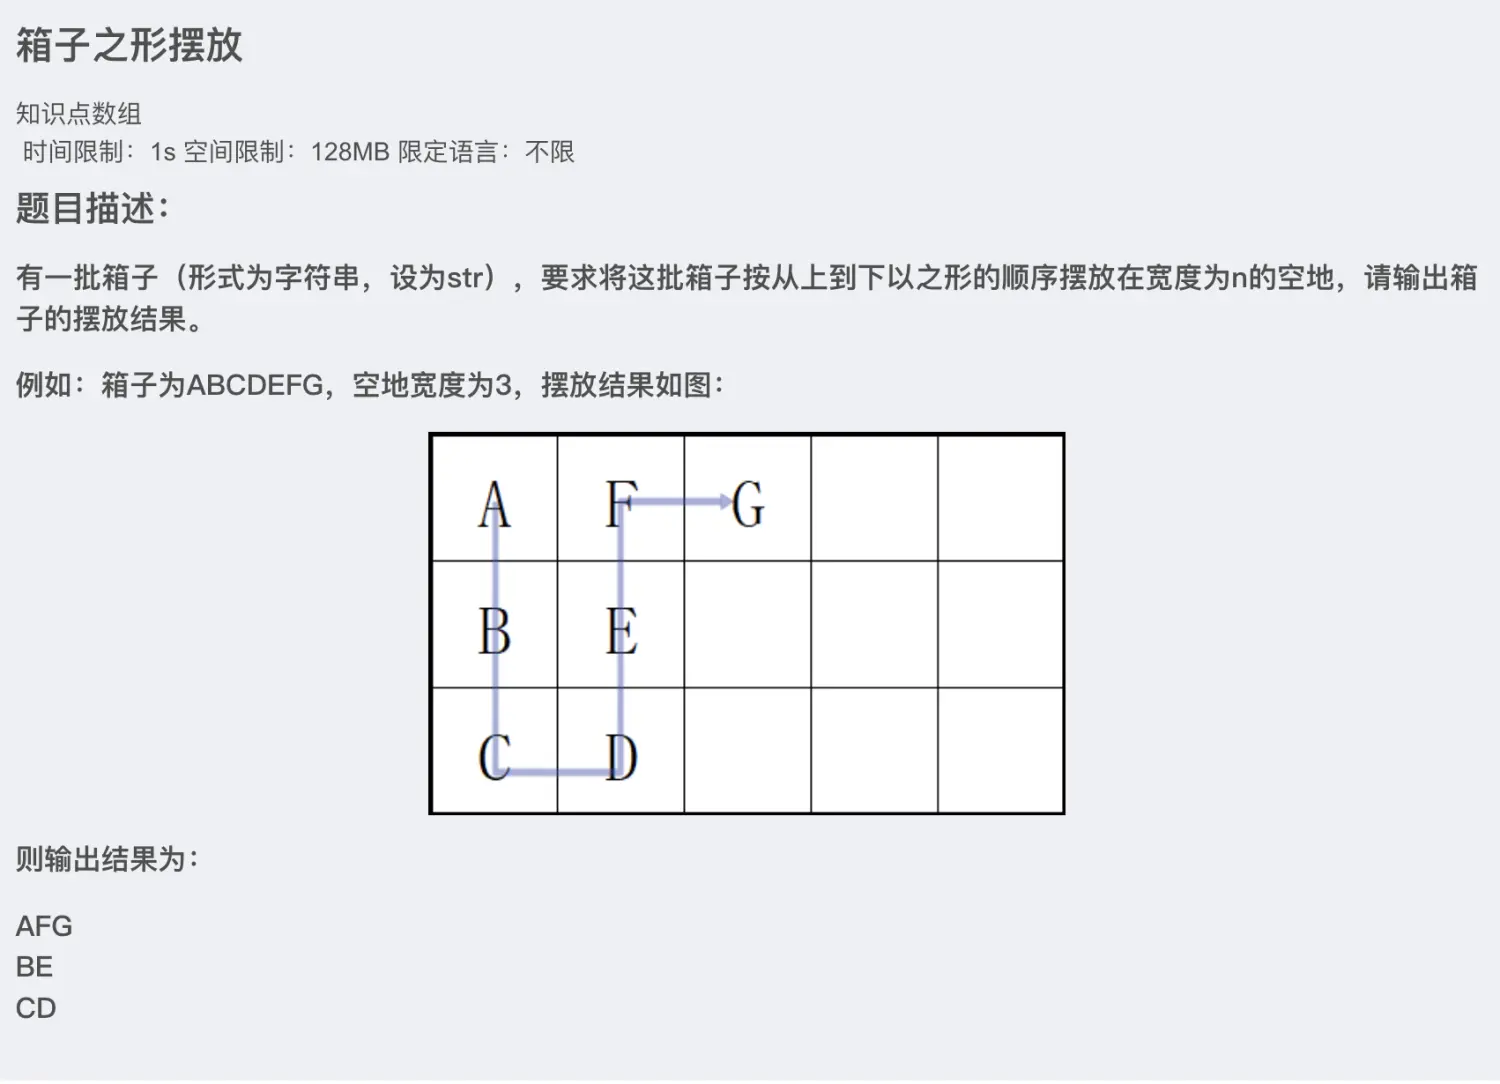 箱子之形摆放
知识点数组
时间限制：1s 空间限制：128MB 限定语言：不限
题目描述：
有一批箱子（形式为字符串，设为str），要求将这批箱子按从上到下以之形的顺序摆放在宽度为n的空地，请输出箱
子的摆放结果。
例如：箱子为ABCDEFG，空地宽度为3，摆放结果如图：
A F G
B E
C D
则输出结果为：
AFG
BE
CD